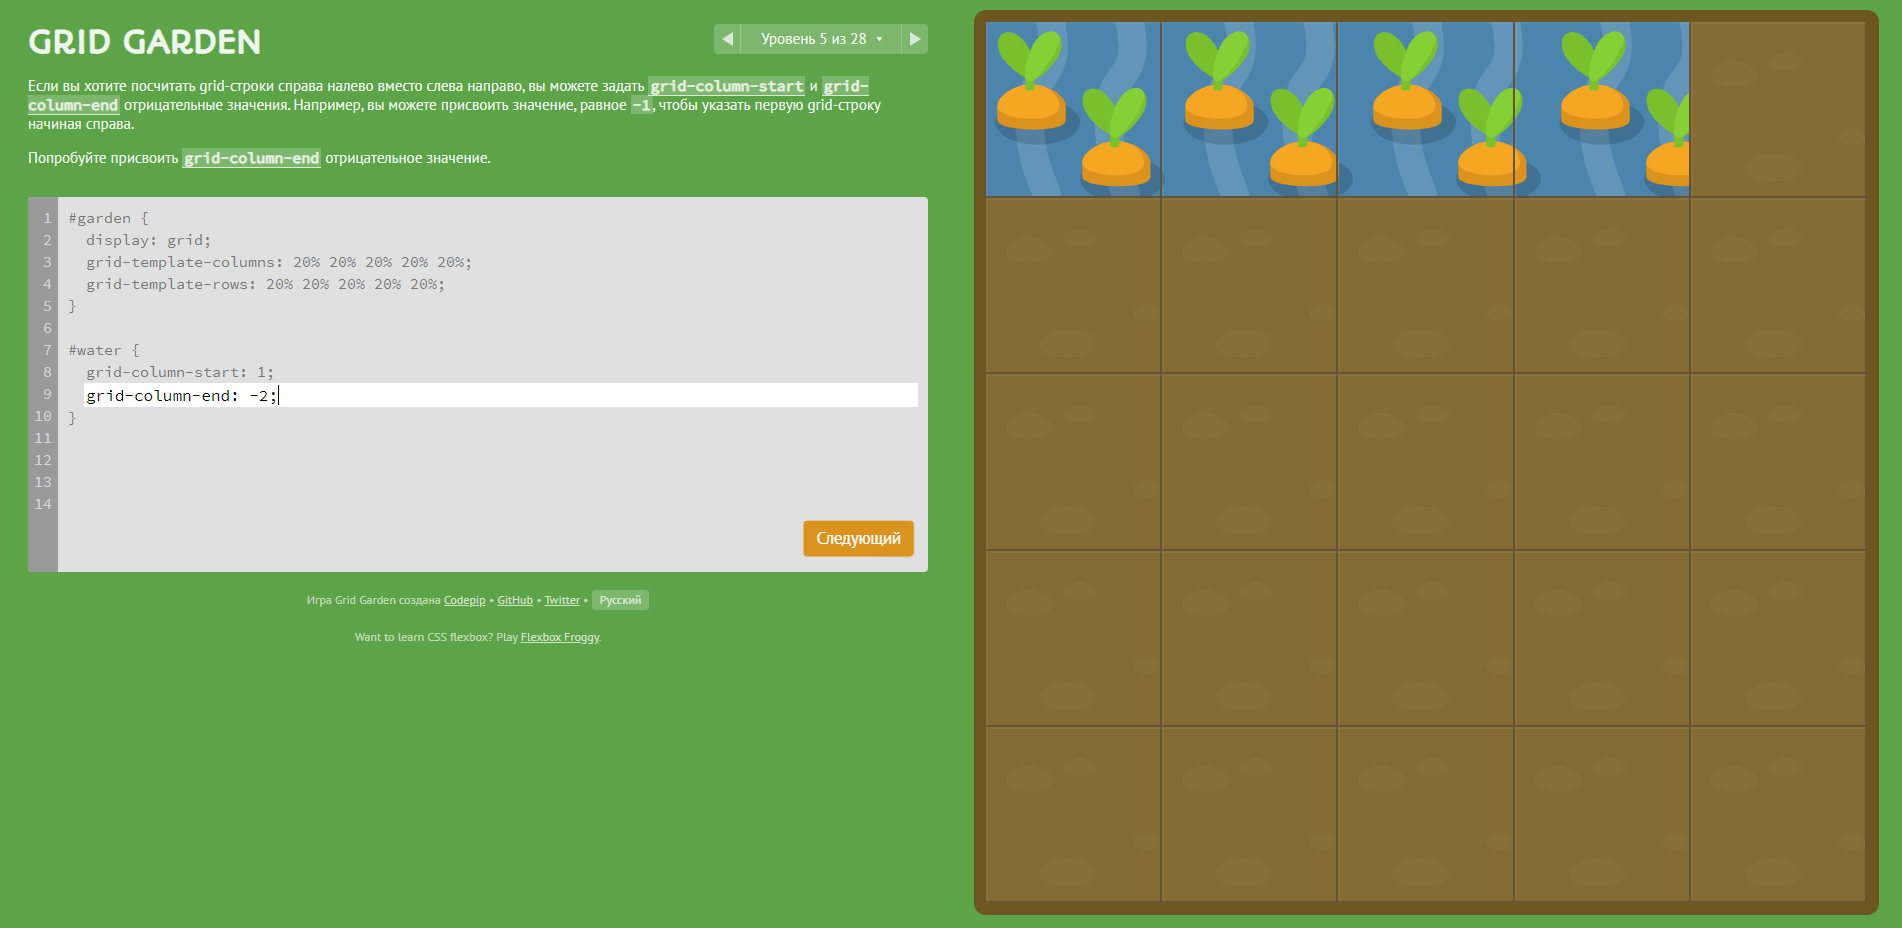 GRID GARDEN
Уровень 5 из 28
Если вы хотите посчитать grid-строки справа налево вместо слева направо, вы можете задать grid-column-start и grid-
column-end отрицательные значения. Например, вы можете присвоить значение, равное -1, чтобы указать первую grid-строку
начиная справа.
Попробуйте присвоить grid-column-end отрицательное значение.
1 #garden {
2 display: grid;
3 grid-template-columns: 20% 20% 20% 20% 20%;
4 grid-template-rows: 20% 20% 20% 20% 20%;
5 }
6
7 #water {
8 grid-column-start: 1;
9 grid-column-end: -2;
10 }
11
12
13
14
Следующий
Игра Grid Garden создана Codepip • GitHub • Twitter • Русский
Want to learn CSS flexbox? Play Flexbox Froggy.